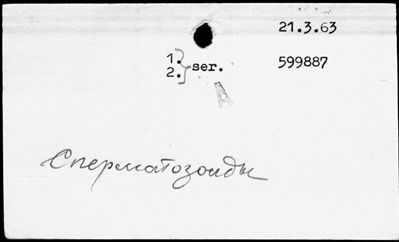 21.3.63
1.
2.} ser.
599887
A
Сперматозоиды